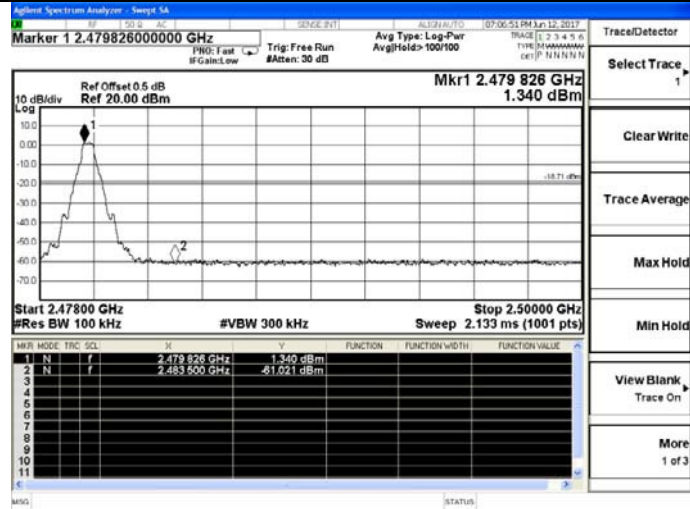 Agilent Spectrum Analyzer - Swept SA
RF 50 Ω AC SENSE:INT ALIGN AUTO 07:06:51 PM Jun 12, 2017
Marker 1 2.479826000000 GHz
PNO: Fast
IFGain:Low
Trig: Free Run
#Atten: 30 dB
Avg Type: Log-Pwr
Avg|Hold>100/100
TRACE 1 2 3 4 5 6
TYPE
DET P N N N N N
Trace/Detector
Select Trace
1
Clear Write
Trace Average
Max Hold
Min Hold
View Blank
Trace On
More
1 of 3
Mkr1 2.479 826 GHz
1.340 dBm
Ref Offset 0.5 dB
10 dB/div Ref 20.00 dBm
Log
10.0
0.00
-10.0
-20.0
-30.0
-40.0
-50.0
-60.0
-70.0
1
2
-18.71 dBm
Start 2.47800 GHz Stop 2.50000 GHz
#Res BW 100 kHz #VBW 300 kHz Sweep 2.133 ms (1001 pts)
MKR MODE TRC SCL X Y FUNCTION FUNCTION WIDTH FUNCTION VALUE
1 N f 2.479 826 GHz 1.340 dBm
2 N f 2.483 500 GHz -61.021 dBm
3
4
5
6
7
8
9
10
11
MSG STATUS